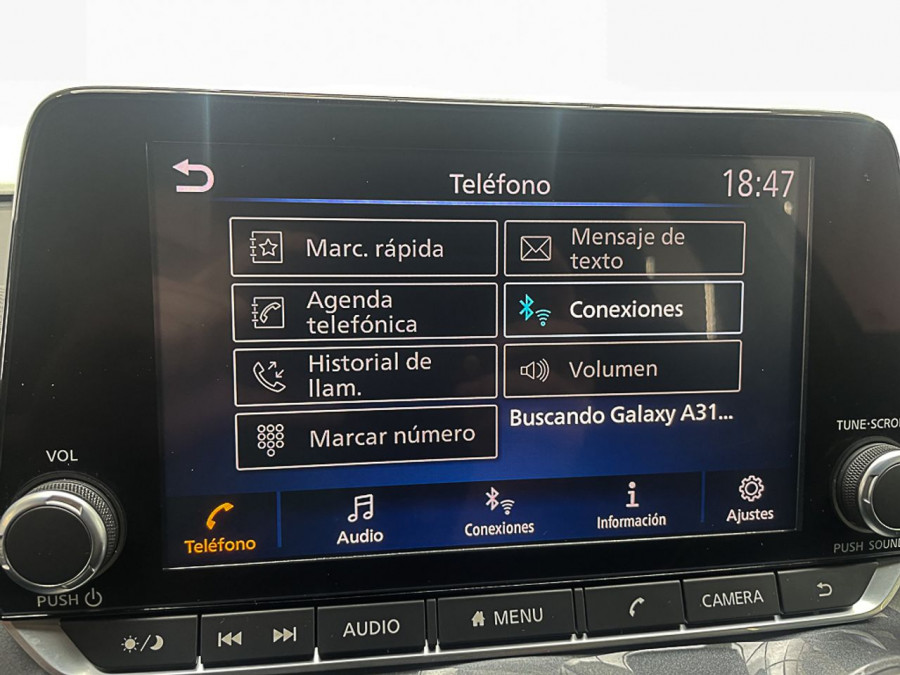 Teléfono
18:47
Marc. rápida
Mensaje de
texto
Agenda
telefónica
Conexiones
Historial de
llam.
Volumen
Marcar número
Buscando Galaxy A31...
Teléfono
Audio
Conexiones
Información
Ajustes
VOL
PUSH
TUNE·SCRO
PUSH SOUN
AUDIO
MENU
CAMERA